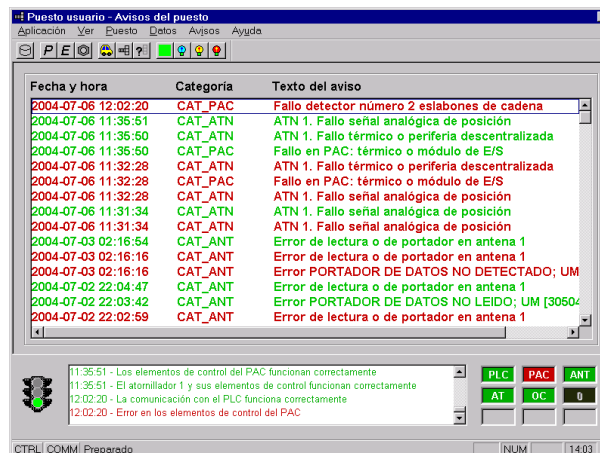 Puesto usuario - Avisos del puesto
Aplicación Ver Puesto Datos Avisos Ayuda
P E
Fecha y hora Categoría Texto del aviso
2004-07-06 12:02:20 CAT_PAC Fallo detector número 2 eslabones de cadena
2004-07-06 11:35:51 CAT_ATN ATN 1. Fallo señal analógica de posición
2004-07-06 11:35:50 CAT_ATN ATN 1. Fallo térmico o periferia descentralizada
2004-07-06 11:35:50 CAT_PAC Fallo en PAC: térmico o módulo de E/S
2004-07-06 11:32:28 CAT_ATN ATN 1. Fallo térmico o periferia descentralizada
2004-07-06 11:32:28 CAT_PAC Fallo en PAC: térmico o módulo de E/S
2004-07-06 11:32:28 CAT_ATN ATN 1. Fallo señal analógica de posición
2004-07-06 11:31:34 CAT_ATN ATN 1. Fallo señal analógica de posición
2004-07-06 11:31:34 CAT_ATN ATN 1. Fallo señal analógica de posición
2004-07-03 02:16:54 CAT_ANT Error de lectura o de portador en antena 1
2004-07-03 02:16:16 CAT_ANT Error de lectura o de portador en antena 1
2004-07-03 02:16:16 CAT_ANT Error PORTADOR DE DATOS NO DETECTADO; UM
2004-07-02 22:04:47 CAT_ANT Error de lectura o de portador en antena 1
2004-07-02 22:03:42 CAT_ANT Error PORTADOR DE DATOS NO LEIDO; UM [30504
2004-07-02 22:02:59 CAT_ANT Error de lectura o de portador en antena 1
11:35:51 - Los elementos de control del PAC funcionan correctamente
11:35:51 - El atornillador 1 y sus elementos de control funcionan correctamente
12:02:20 - La comunicación con el PLC funciona correctamente
12:02:20 - Error en los elementos de control del PAC
PLC PAC ANT
AT OC 0
CTRL COMM Preparado NUM 14:03